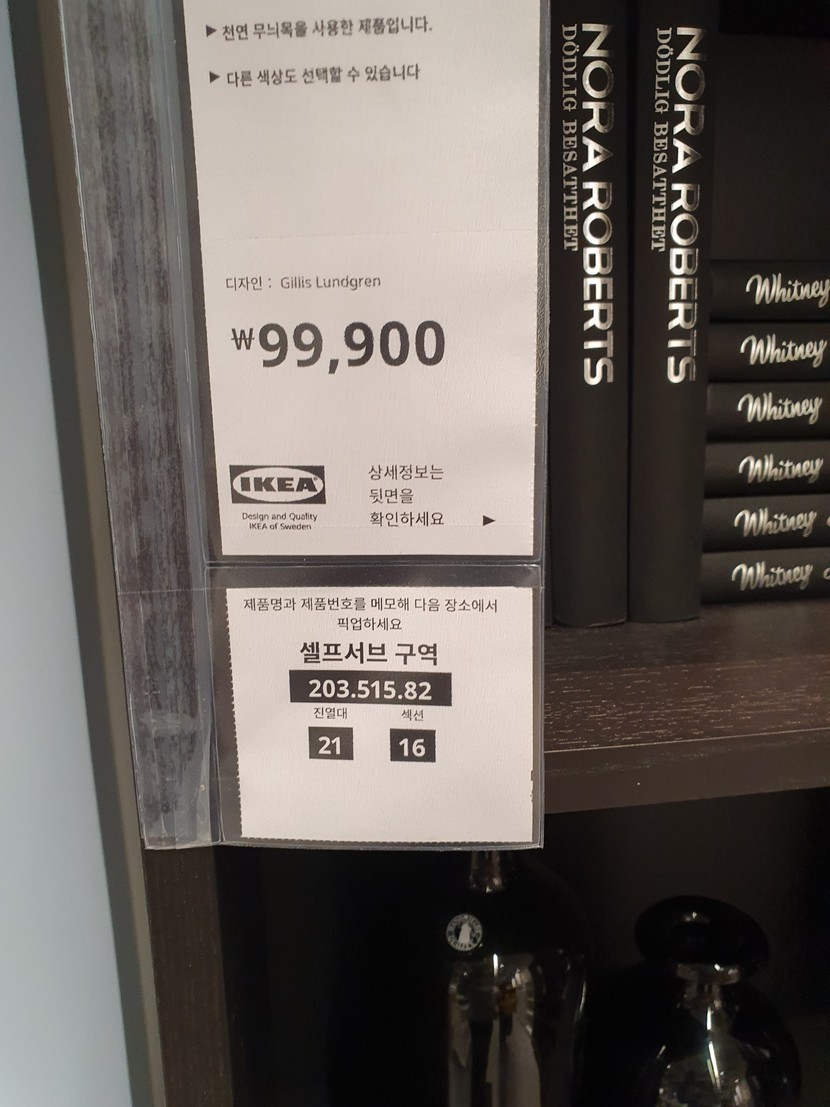 ▶ 천연 무늬목을 사용한 제품입니다.
▶ 다른 색상도 선택할 수 있습니다
디자인 : Gillis Lundgren
₩99,900
IKEA
Design and Quality
IKEA of Sweden
상세정보는
뒷면을
확인하세요 ▶
제품명과 제품번호를 메모해 다음 장소에서
픽업하세요
셀프서브 구역
203.515.82
진열대 섹션
21 16
NORA ROBERTS
DÖDLIG BESATTHET
NORA ROBERTS
DÖDLIG BESATTHET
Whitney
Whitney
Whitney
Whitney
Whitney
Whitney